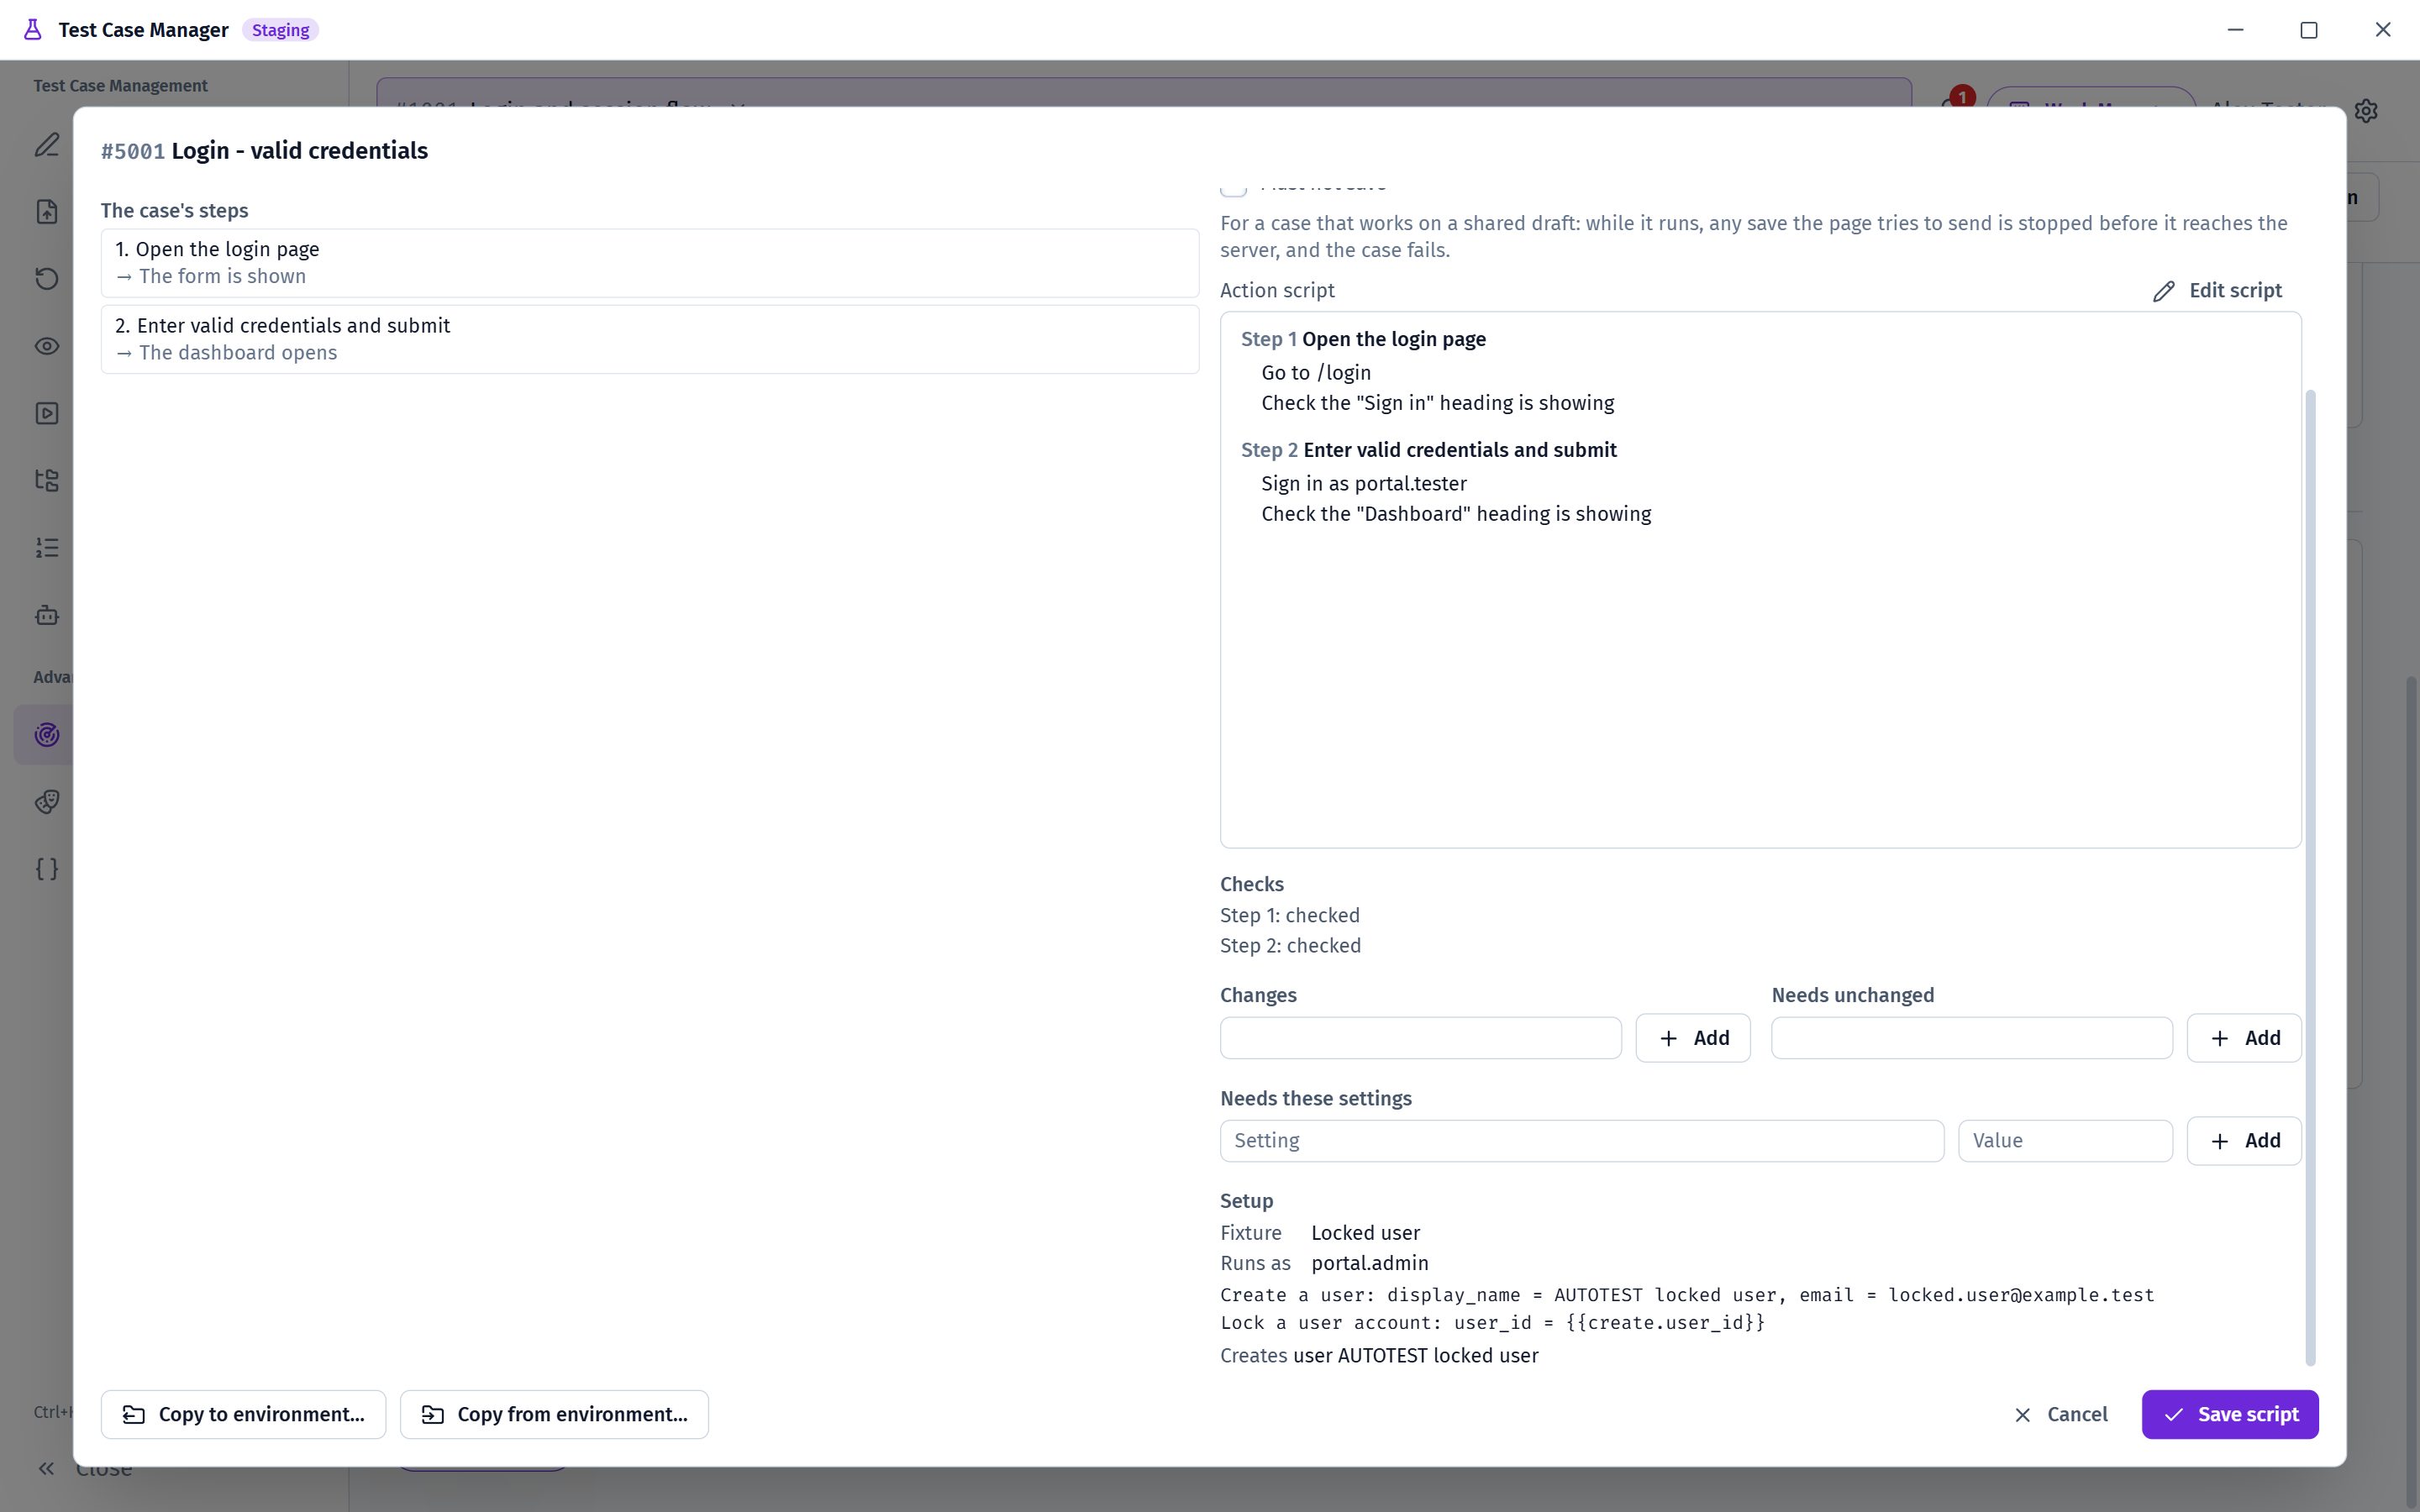 Test Case Manager Staging
Test Case Management
1
#5001 Login - valid credentials
The case's steps
1. Open the login page
→ The form is shown
2. Enter valid credentials and submit
→ The dashboard opens
For a case that works on a shared draft: while it runs, any save the page tries to send is stopped before it reaches the
server, and the case fails.
Action script
Edit script
Step 1 Open the login page
Go to /login
Check the "Sign in" heading is showing
Step 2 Enter valid credentials and submit
Sign in as portal.tester
Check the "Dashboard" heading is showing
Checks
Step 1: checked
Step 2: checked
Changes
Needs unchanged
Add
Add
Needs these settings
Setting
Value
Add
Setup
Fixture Locked user
Runs as portal.admin
Create a user: display_name = AUTOTEST locked user, email = locked.user@example.test
Lock a user account: user_id = {{create.user_id}}
Creates user AUTOTEST locked user
Copy to environment...
Copy from environment...
Cancel
Save script
Close